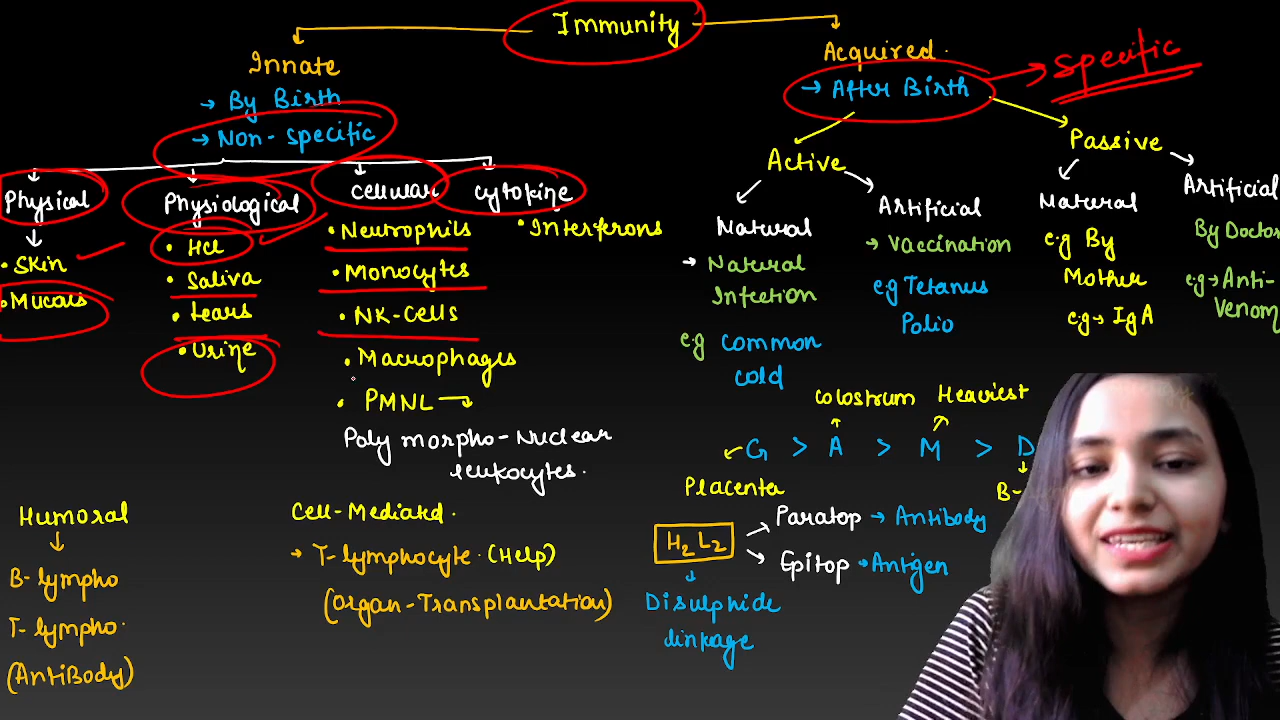 Immunity
Innate
→ By Birth
→ Non-specific
Physical
• Skin
• Mucous
Physiological
• Hcl
• Saliva
• tears
• Urine
Cellular
• Neutrophils
• Monocytes
• NK-Cells
• Macrophages
• PMNL →
Poly morpho-Nuclear
leukocytes.
Cytokine
• Interferons
Acquired.
→ After Birth
→ Specific
Active
Natural
→ Natural
Infection
e.g common
cold
Artificial
→ Vaccination
e.g Tetanus
Polio
Passive
Natural
e.g By
Mother
e.g → IgA
Artificial
By Doctor
e.g → Anti-
Venom
Colostrum Heaviest
G > A > M > D
Placenta
B-
H₂L₂
Paratop → Antibody
Epitop → Antigen
Disulphide
linkage
Humoral
B-lympho
T-lympho.
(AntiBody)
Cell-Mediated.
→ T-lymphocyte. (Help)
(Organ-Transplantation)